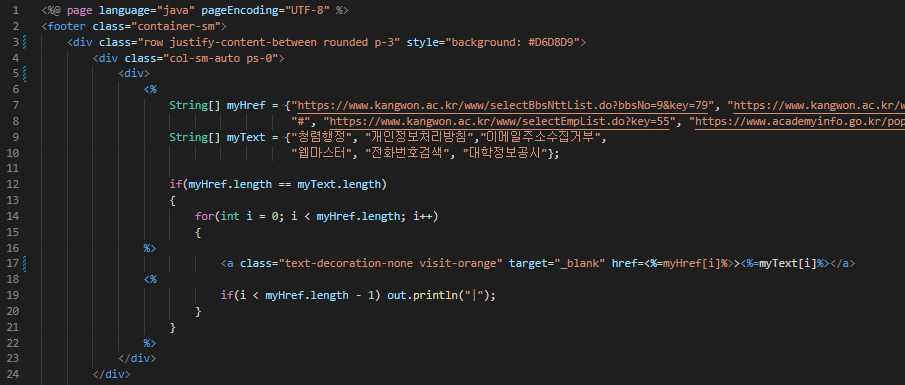 1 <%@ page language="java" pageEncoding="UTF-8" %>
2 <footer class="container-sm">
3 <div class="row justify-content-between rounded p-3" style="background: #D6D8D9">
4 <div class="col-sm-auto ps-0">
5 <div>
6 <%
7 String[] myHref = {"https://www.kangwon.ac.kr/www/selectBbsNttList.do?bbsNo=9&key=79", "https://www.kangwon.ac.kr/w
8 "#", "https://www.kangwon.ac.kr/www/selectEmpList.do?key=55", "https://www.academyinfo.go.kr/pop
9 String[] myText = {"청렴행정", "개인정보처리방침","이메일주소수집거부",
10 "웹마스터", "전화번호검색", "대학정보공시"};
11
12 if(myHref.length == myText.length)
13 {
14 for(int i = 0; i < myHref.length; i++)
15 {
16 %>
17 <a class="text-decoration-none visit-orange" target="_blank" href=<%=myHref[i]%>><%=myText[i]%></a>
18 <%
19 if(i < myHref.length - 1) out.println("|");
20 }
21 }
22 %>
23 </div>
24 </div>